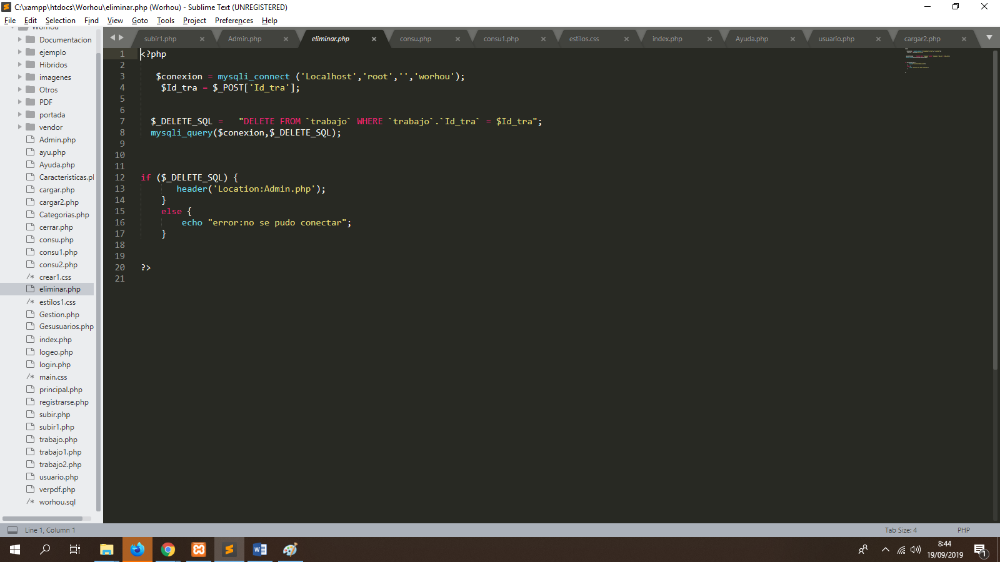 C:\xampp\htdocs\Worhou\eliminar.php (Worhou) - Sublime Text (UNREGISTERED)
File Edit Selection Find View Goto Tools Project Preferences Help
Worhou
Documentacion
ejemplo
Hibridos
imagenes
Otros
PDF
portada
vendor
Admin.php
ayu.php
Ayuda.php
Caracteristicas.pl
cargar.php
cargar2.php
Categorias.php
cerrar.php
consu.php
consu1.php
consu2.php
/* crear1.css
eliminar.php
/* estilos1.css
Gestion.php
Gesusuarios.php
index.php
logeo.php
login.php
/* main.css
principal.php
registrarse.php
subir.php
subir1.php
trabajo.php
trabajo1.php
trabajo2.php
usuario.php
verpdf.php
/* worhou.sql
subir1.php Admin.php eliminar.php consu.php consu1.php estilos.css index.php Ayuda.php usuario.php cargar2.php
1 <?php
2
3 $conexion = mysqli_connect ('Localhost','root','','worhou');
4 $Id_tra = $_POST['Id_tra'];
5
6
7 $_DELETE_SQL = "DELETE FROM `trabajo` WHERE `trabajo`.`Id_tra` = $Id_tra";
8 mysqli_query($conexion,$_DELETE_SQL);
9
10
11
12 if ($_DELETE_SQL) {
13 header('Location:Admin.php');
14 }
15 else {
16 echo "error:no se pudo conectar";
17 }
18
19
20 ?>
21
Line 1, Column 1 Tab Size: 4 PHP
8:44
19/09/2019
1